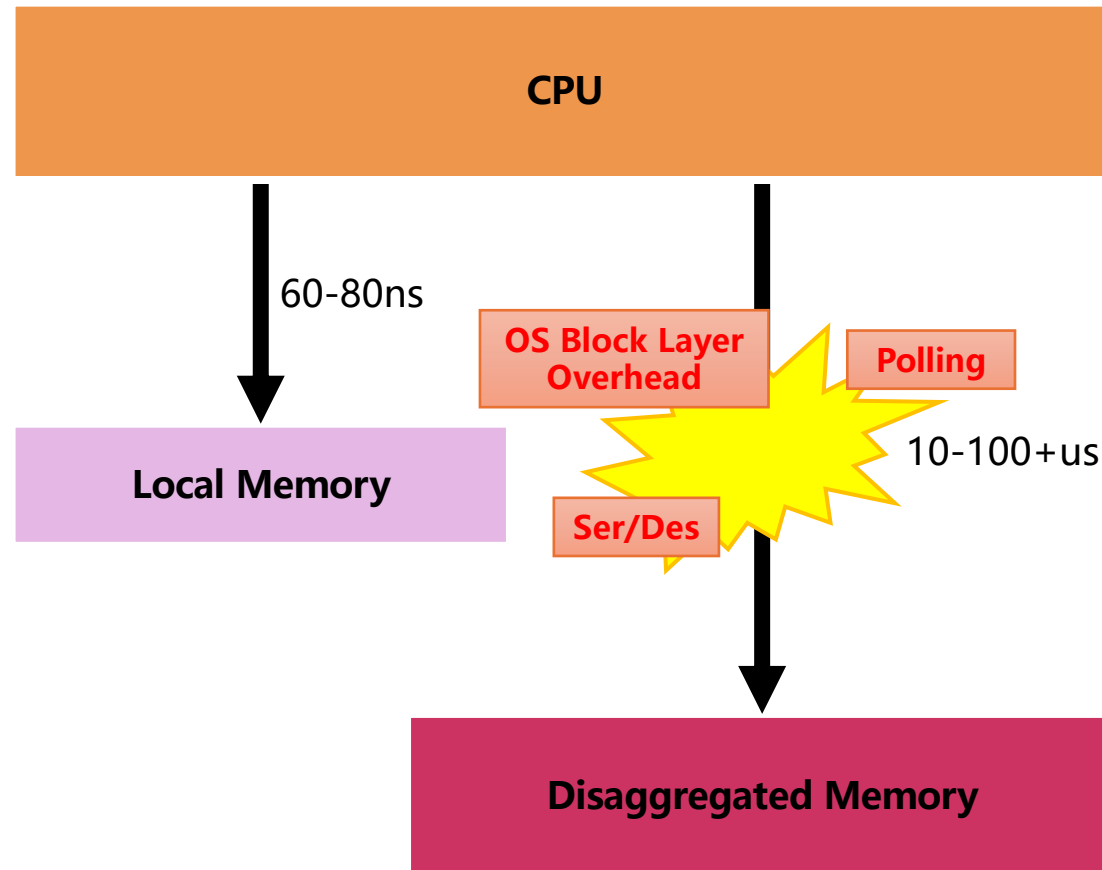 CPU
60-80ns
OS Block Layer
Overhead
Polling
10-100+us
Local Memory
Ser/Des
Disaggregated Memory